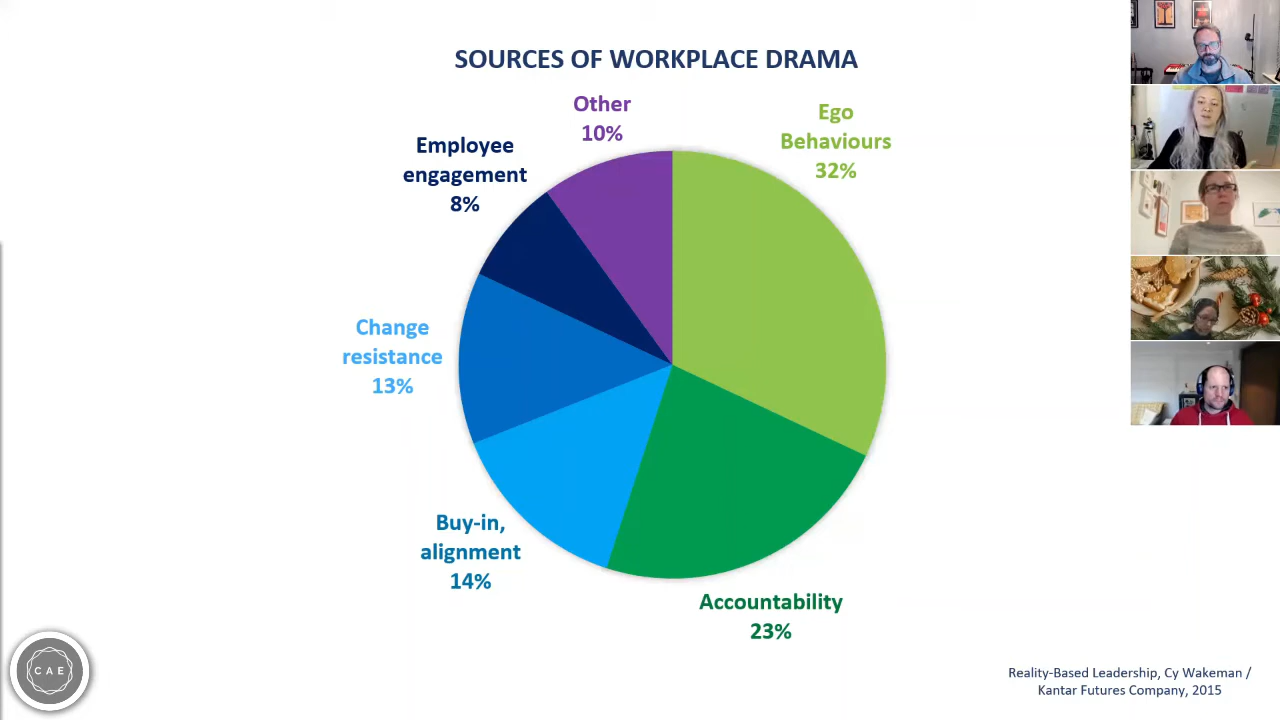 SOURCES OF WORKPLACE DRAMA
Other
10%
Ego
Behaviours
32%
Employee
engagement
8%
Change
resistance
13%
Buy-in,
alignment
14%
Accountability
23%
CAE
Reality-Based Leadership, Cy Wakeman /
Kantar Futures Company, 2015